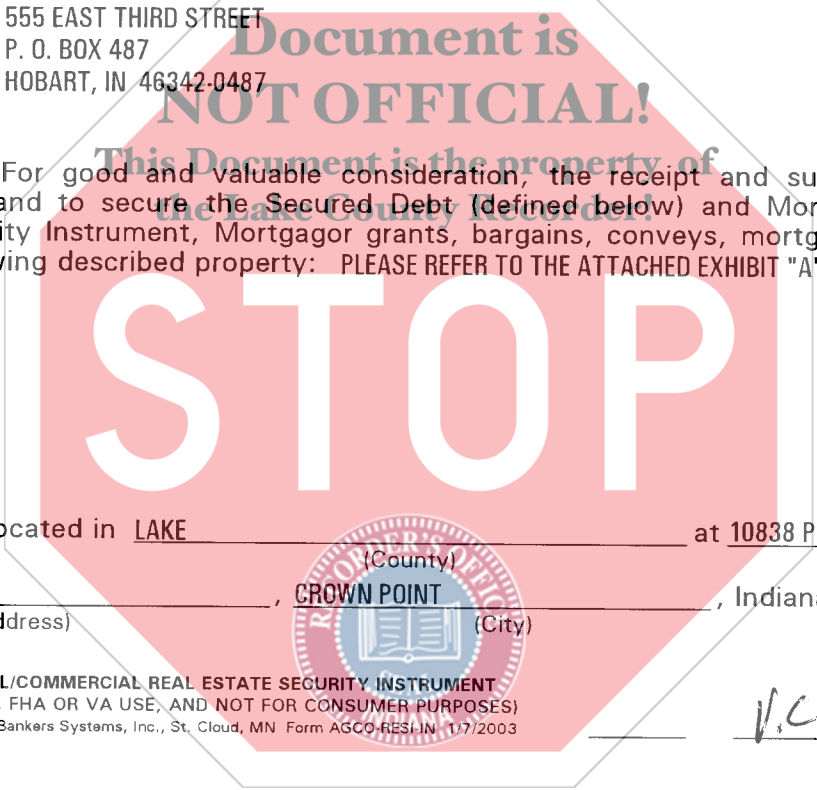 555 EAST THIRD STREET
P. O. BOX 487
HOBART, IN 46342-0487
Document is
NOT OFFICIAL!
This Document is the property of
the Lake County Recorder!
For good and valuable consideration, the receipt and su
and to secure the Secured Debt (defined below) and Mor
ity Instrument, Mortgagor grants, bargains, conveys, mortg
ving described property: PLEASE REFER TO THE ATTACHED EXHIBIT "A"
STOP
ocated in LAKE at 10838 P
(County)
, CROWN POINT , Indiana
ddress) (City)
RECORDER'S OFFICE
INDIANA
L/COMMERCIAL REAL ESTATE SECURITY INSTRUMENT
, FHA OR VA USE, AND NOT FOR CONSUMER PURPOSES)
Bankers Systems, Inc., St. Cloud, MN Form AGCO-RESI-IN 1/7/2003
V.C